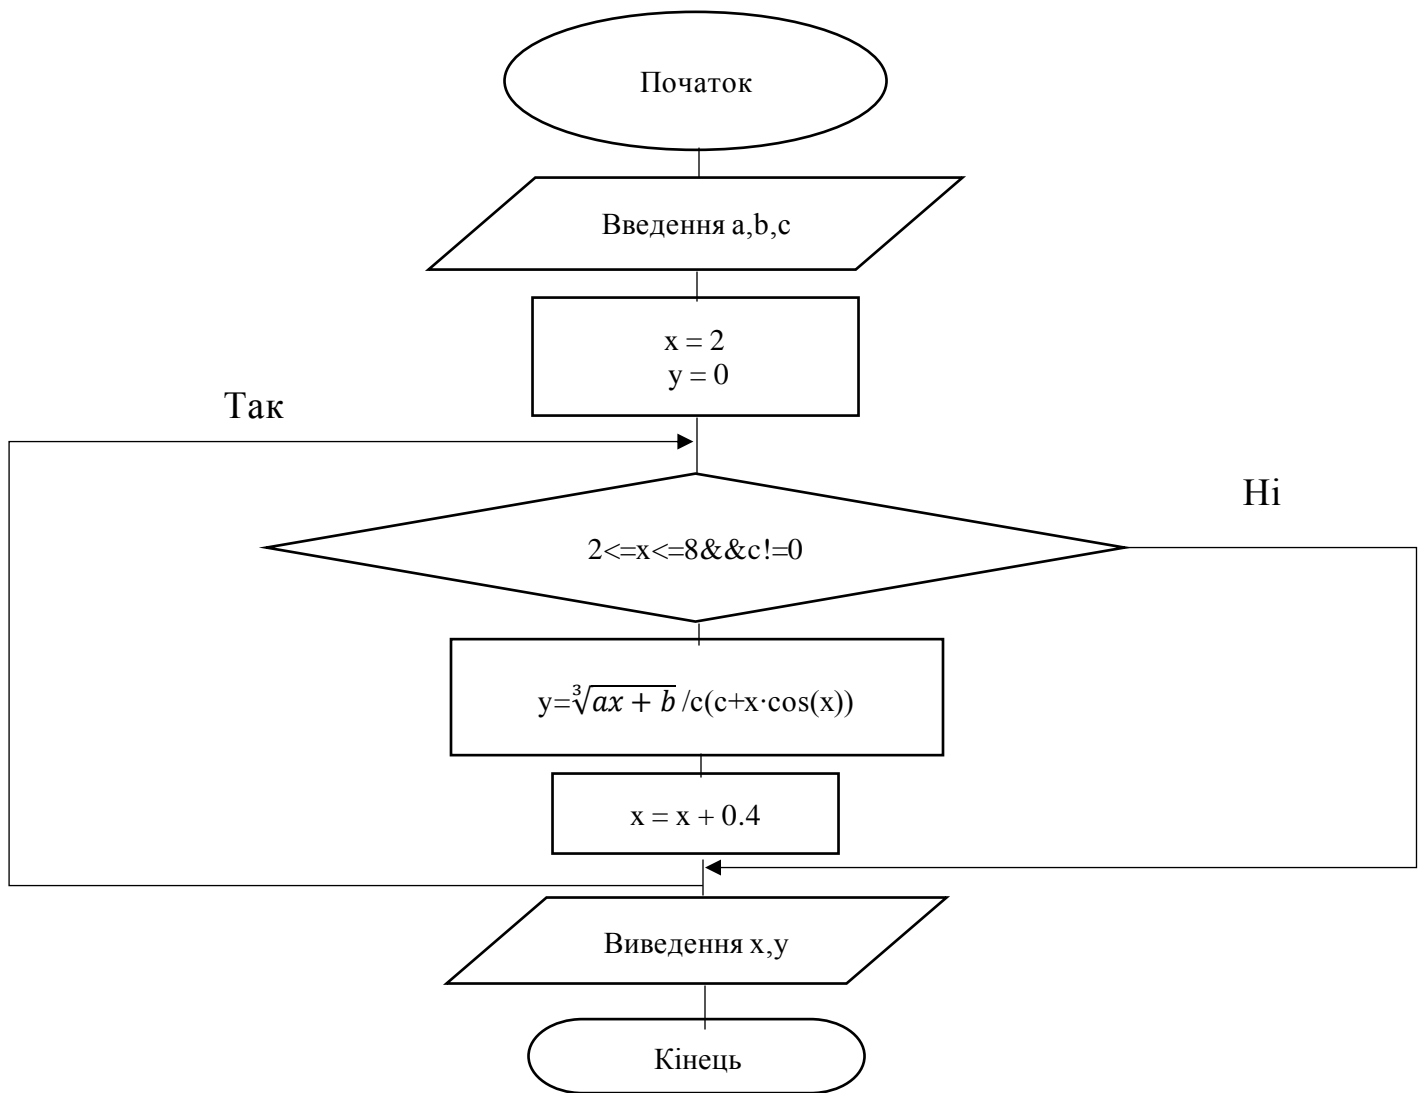 Початок
Введення a,b,c
x = 2
y = 0
Так
Ні
2<=x<=8&&c!=0
y=∛ax + b /c(c+x·cos(x))
x = x + 0.4
Виведення x,y
Кінець